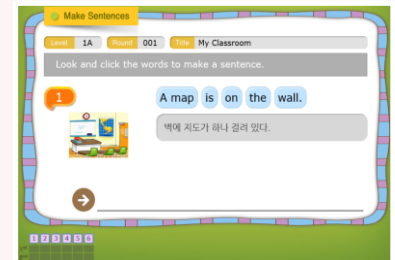 Make Sentences
Level 1A Round 001 Title My Classroom
Look and click the words to make a sentence.
1
A map is on the wall.
벽에 지도가 하나 걸려 있다.
1 2 3 4 5 6